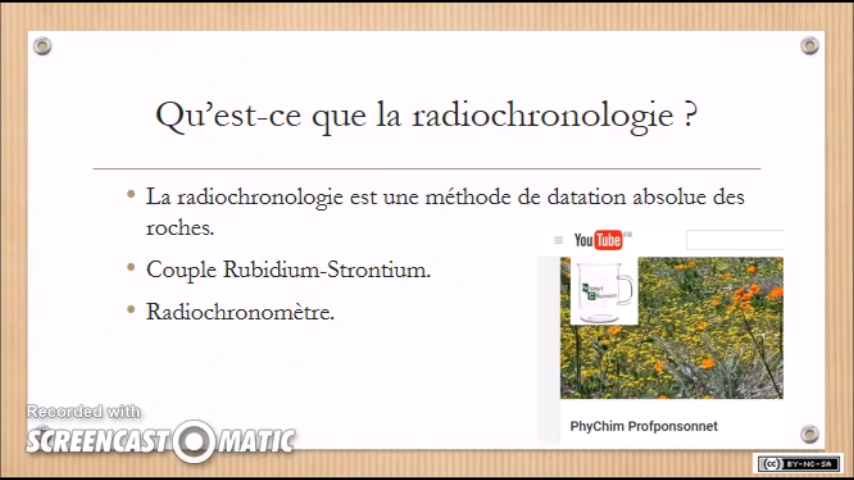 Qu’est-ce que la radiochronologie ?
• La radiochronologie est une méthode de datation absolue des
roches.
• Couple Rubidium-Strontium.
• Radiochronomètre.
YouTube
PhyChim Profponsonnet
Recorded with
SCREENCAST-O-MATIC
(cc) BY-NC-SA